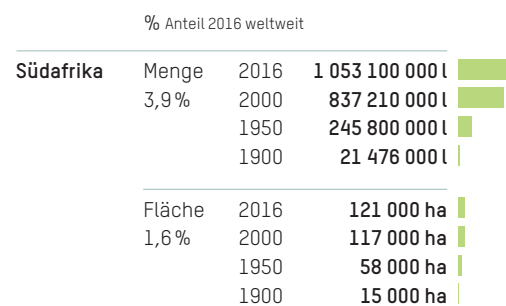 % Anteil 2016 weltweit
Südafrika Menge 2016 1 053 100 000 l
3,9 % 2000 837 210 000 l
1950 245 800 000 l
1900 21 476 000 l
Fläche 2016 121 000 ha
1,6 % 2000 117 000 ha
1950 58 000 ha
1900 15 000 ha